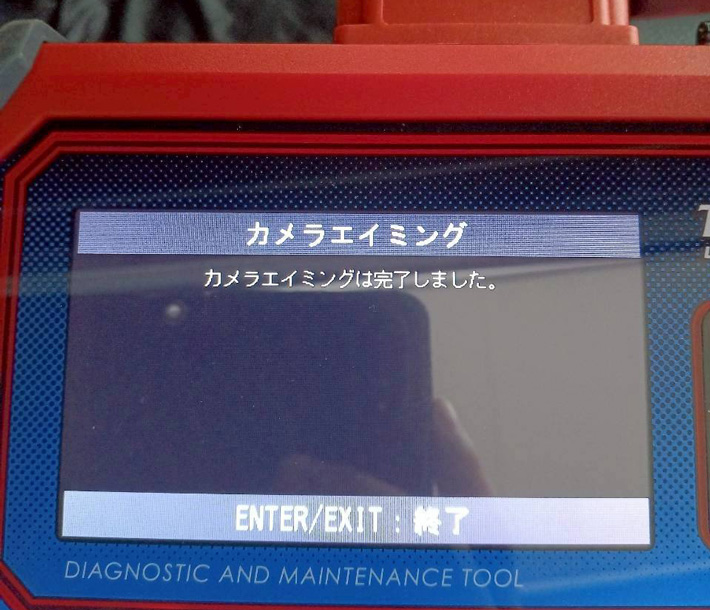 カメラエイミング
カメラエイミングは完了しました。
ENTER/EXIT : 終了
DIAGNOSTIC AND MAINTENANCE TOOL